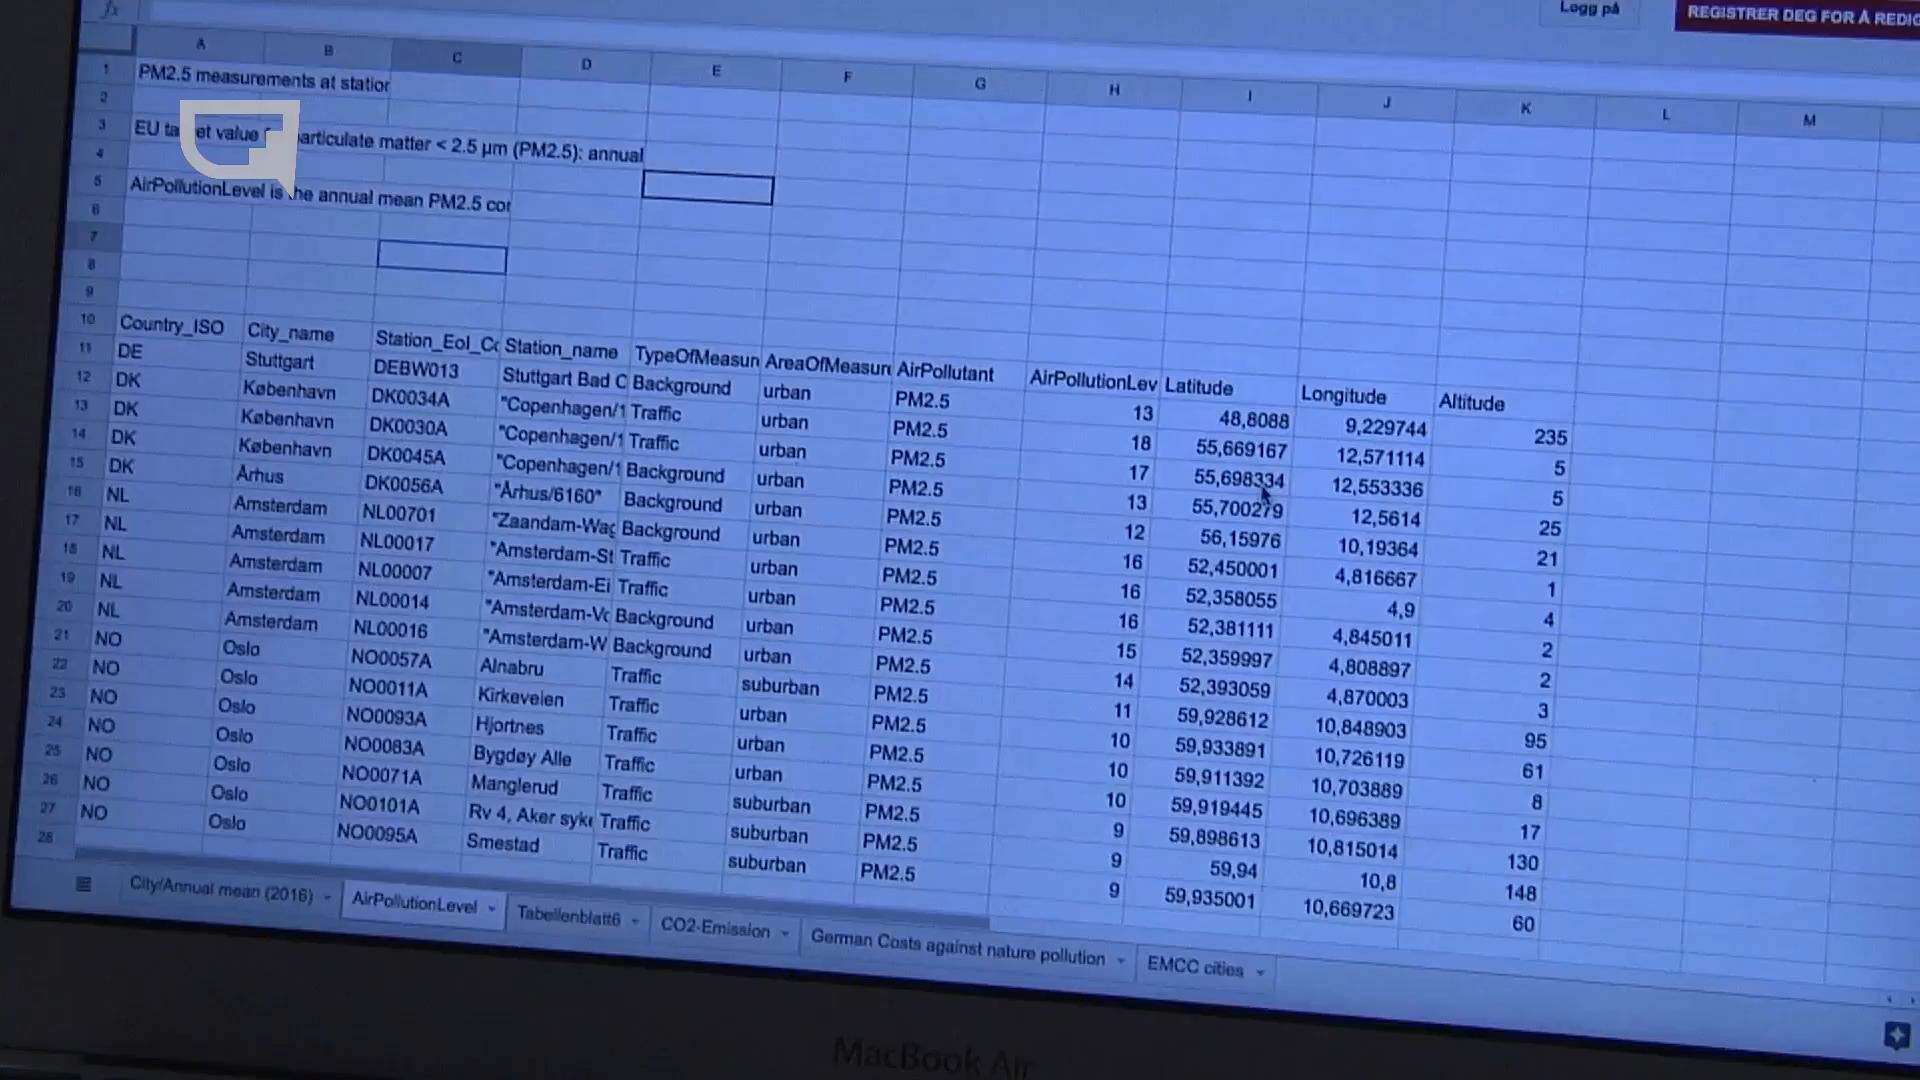 fx
Logg på
REGISTRER DEG FOR Å REDIG
A B C D E F G H I J K L M
1 PM2.5 measurements at station
2
3 EU ta et value articulate matter < 2.5 µm (PM2.5): annual
4
5 AirPollutionLevel is the annual mean PM2.5 con
6
7
8
9
10 Country_ISO City_name Station_EoI_Co Station_name TypeOfMeasurn AreaOfMeasure AirPollutant AirPollutionLev Latitude Longitude Altitude
11 DE Stuttgart DEBW013 Stuttgart Bad C Background urban PM2.5 13 48,8088 9,229744 235
12 DK København DK0034A "Copenhagen/1 Traffic urban PM2.5 18 55,669167 12,571114 5
13 DK København DK0030A "Copenhagen/1 Traffic urban PM2.5 17 55,698334 12,553336 5
14 DK København DK0045A "Copenhagen/1 Background urban PM2.5 13 55,700279 12,5614 25
15 DK Arhus DK0056A "Århus/6160" Background urban PM2.5 12 56,15976 10,19364 21
16 NL Amsterdam NL00701 "Zaandam-Wag Background urban PM2.5 16 52,450001 4,816667 1
17 NL Amsterdam NL00017 "Amsterdam-St Traffic urban PM2.5 16 52,358055 4,9 4
18 NL Amsterdam NL00007 "Amsterdam-Ei Traffic urban PM2.5 16 52,381111 4,845011 2
19 NL Amsterdam NL00014 "Amsterdam-Vo Background urban PM2.5 15 52,359997 4,808897 2
20 NL Amsterdam NL00016 "Amsterdam-W Background urban PM2.5 14 52,393059 4,870003 3
21 NO Oslo NO0057A Alnabru Traffic suburban PM2.5 11 59,928612 10,848903 95
22 NO Oslo NO0011A Kirkeveien Traffic urban PM2.5 10 59,933891 10,726119 61
23 NO Oslo NO0093A Hjortnes Traffic urban PM2.5 10 59,911392 10,703889 8
24 NO Oslo NO0083A Bygdøy Alle Traffic urban PM2.5 10 59,919445 10,696389 17
25 NO Oslo NO0071A Manglerud Traffic suburban PM2.5 9 59,898613 10,815014 130
26 NO Oslo NO0101A Rv 4, Aker syke Traffic suburban PM2.5 9 59,94 10,8 148
27 NO Oslo NO0095A Smestad Traffic suburban PM2.5 9 59,935001 10,669723 60
28
City/Annual mean (2016) AirPollutionLevel Tabellenblatt6 CO2-Emission German Costs against nature pollution EMCC cities
MacBook Air